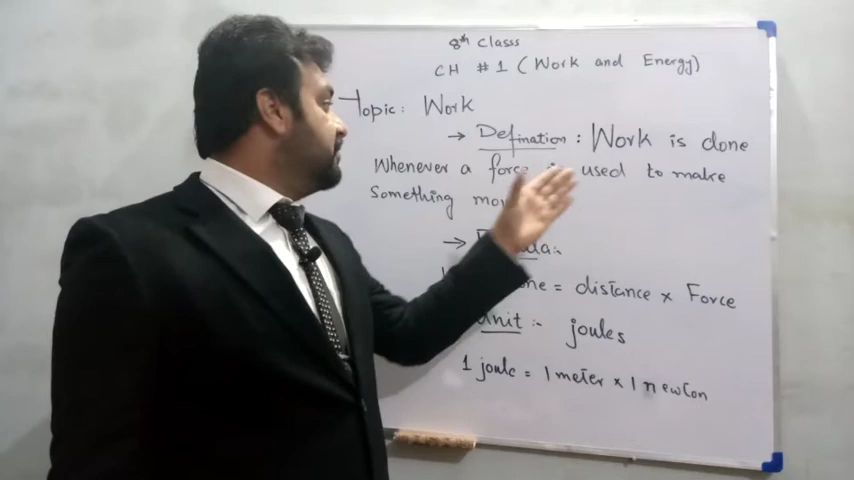 8th Classs
CH # 1 (Work and Energy)
Topic: Work
→ Defination : Work is done
Whenever a force used to make
Something
→
= distance × Force
Unit :- joules
1 joule = 1 meter × 1 newton